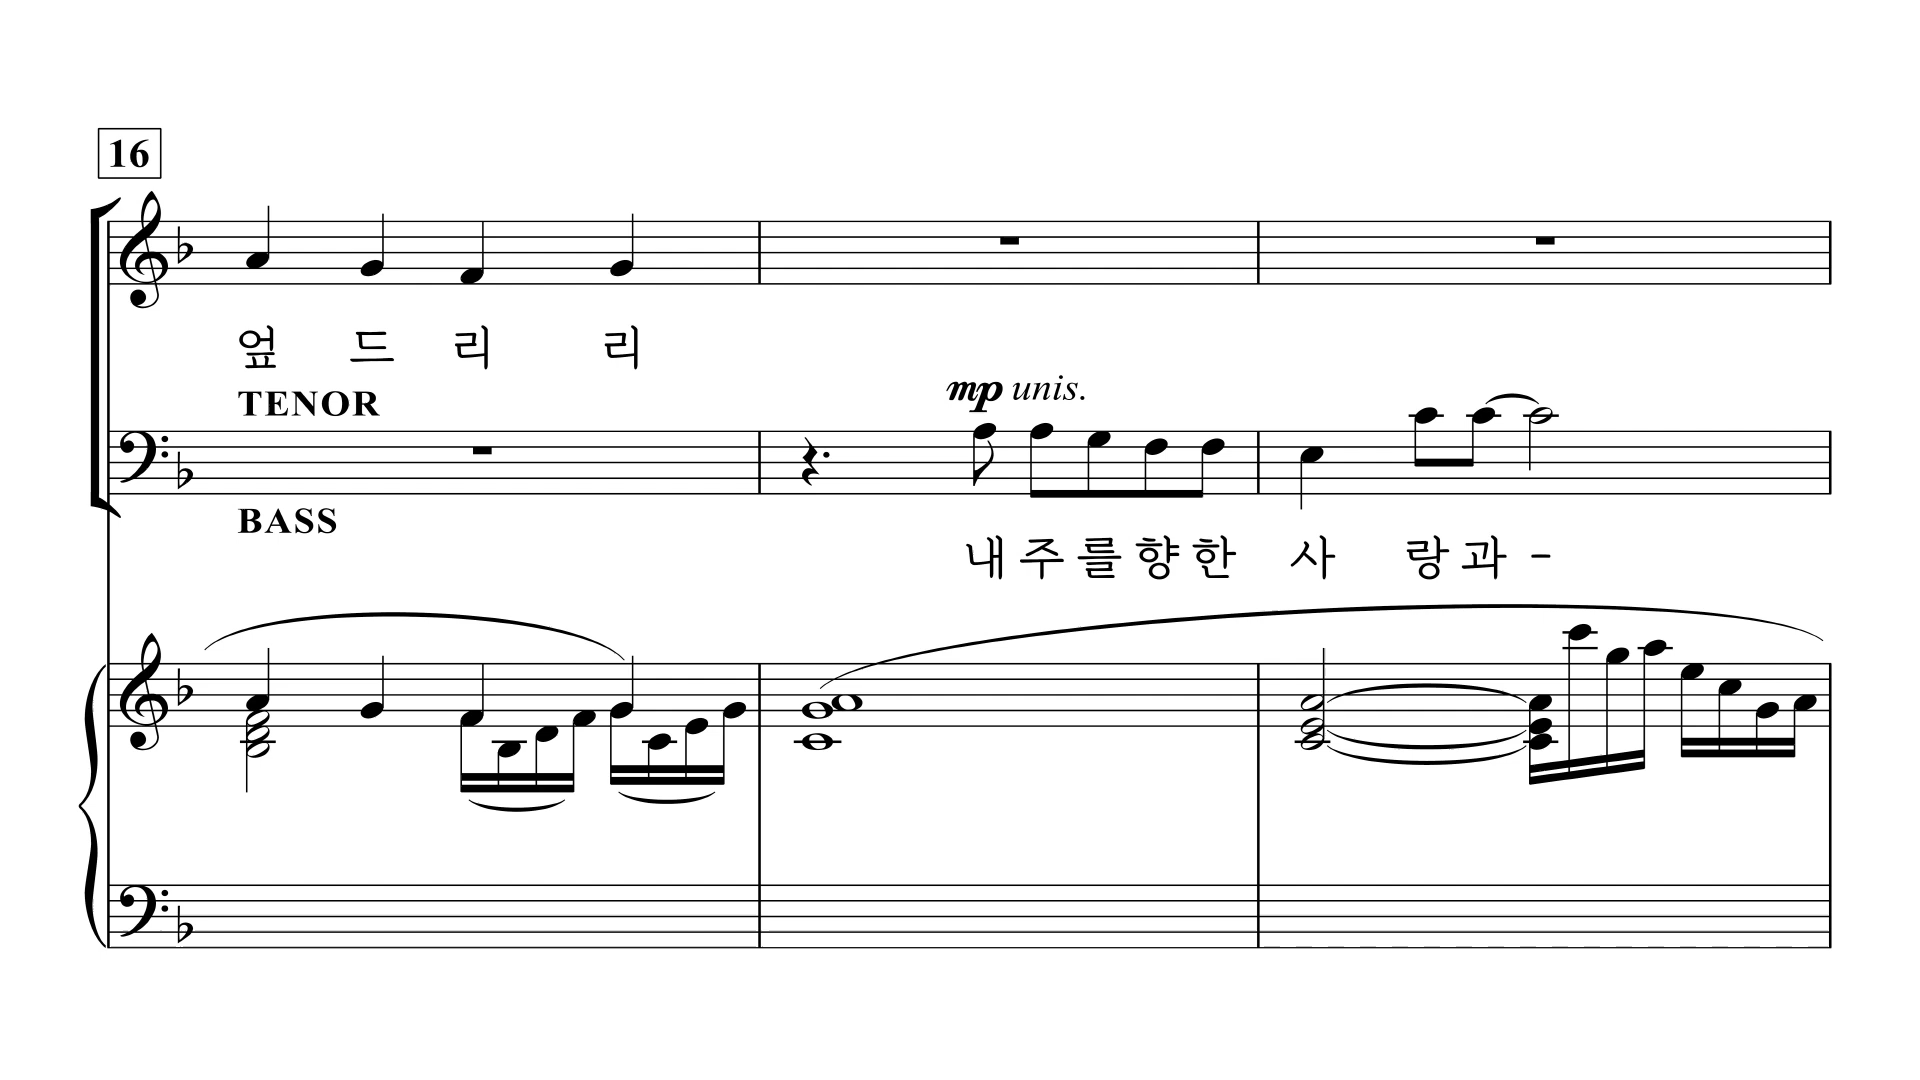 16
엎 드 리 리
TENOR
mp unis.
BASS
내 주 를 향 한 사 랑 과 -